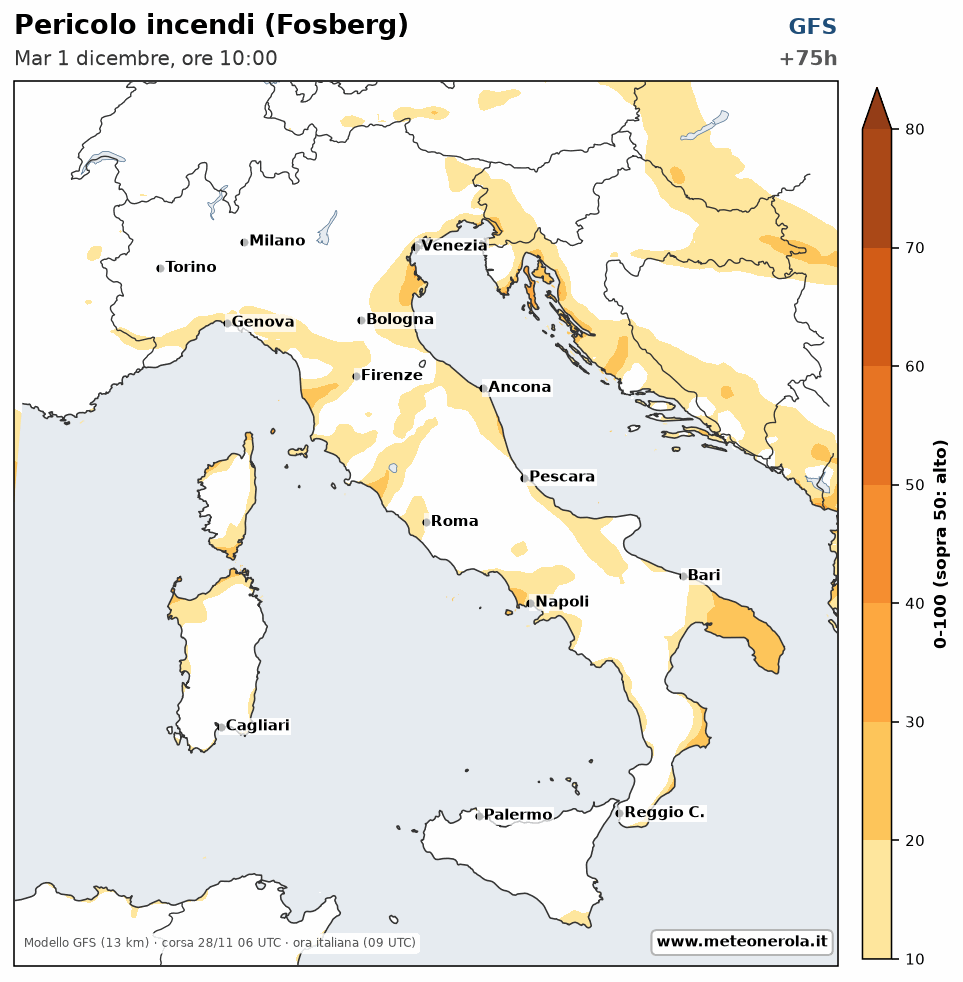 Pericolo incendi (Fosberg)
GFS
Mar 1 dicembre, ore 10:00
+75h
Milano
Venezia
Torino
Genova
Bologna
Firenze
Ancona
Pescara
Roma
Bari
Napoli
Cagliari
Palermo
Reggio C.
80
70
60
50
40
30
20
10
0-100 (sopra 50: alto)
Modello GFS (13 km) · corsa 28/11 06 UTC · ora italiana (09 UTC)
www.meteonerola.it